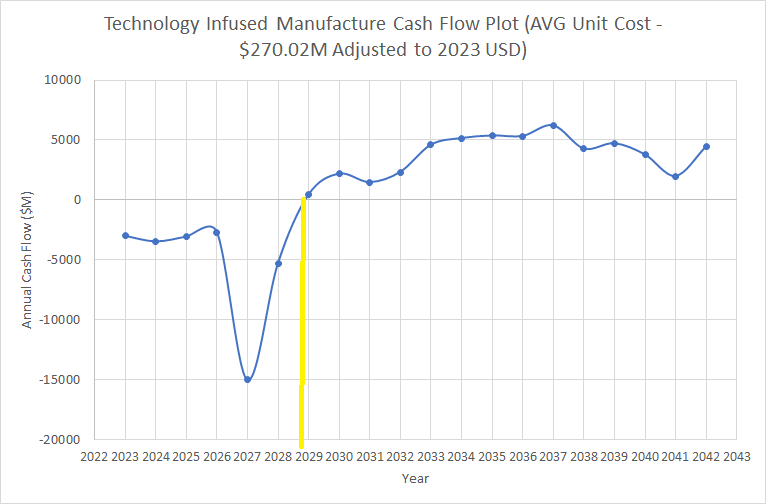 Technology Infused Manufacture Cash Flow Plot (AVG Unit Cost -
$270.02M Adjusted to 2023 USD)
10000
5000
0
-5000
-10000
-15000
-20000
Annual Cash Flow ($M)
2022 2023 2024 2025 2026 2027 2028 2029 2030 2031 2032 2033 2034 2035 2036 2037 2038 2039 2040 2041 2042 2043
Year